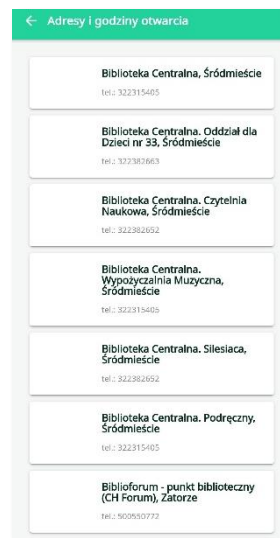 ← Adresy i godziny otwarcia
Biblioteka Centralna, Śródmieście
tel.: 322315405
Biblioteka Centralna. Oddział dla
Dzieci nr 33, Śródmieście
tel.: 322382663
Biblioteka Centralna. Czytelnia
Naukowa, Śródmieście
tel.: 322382652
Biblioteka Centralna.
Wypożyczalnia Muzyczna,
Śródmieście
tel.: 322315405
Biblioteka Centralna. Silesiaca,
Śródmieście
tel.: 322382652
Biblioteka Centralna. Podręczny,
Śródmieście
tel.: 322315405
Biblioforum - punkt biblioteczny
(CH Forum), Zatorze
tel.: 500550772